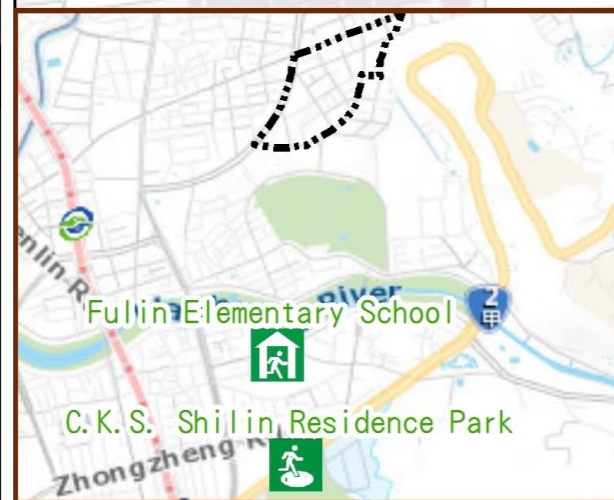 2
甲
River
Fulin Elementary School
C.K.S. Shilin Residence Park
Zhongzheng